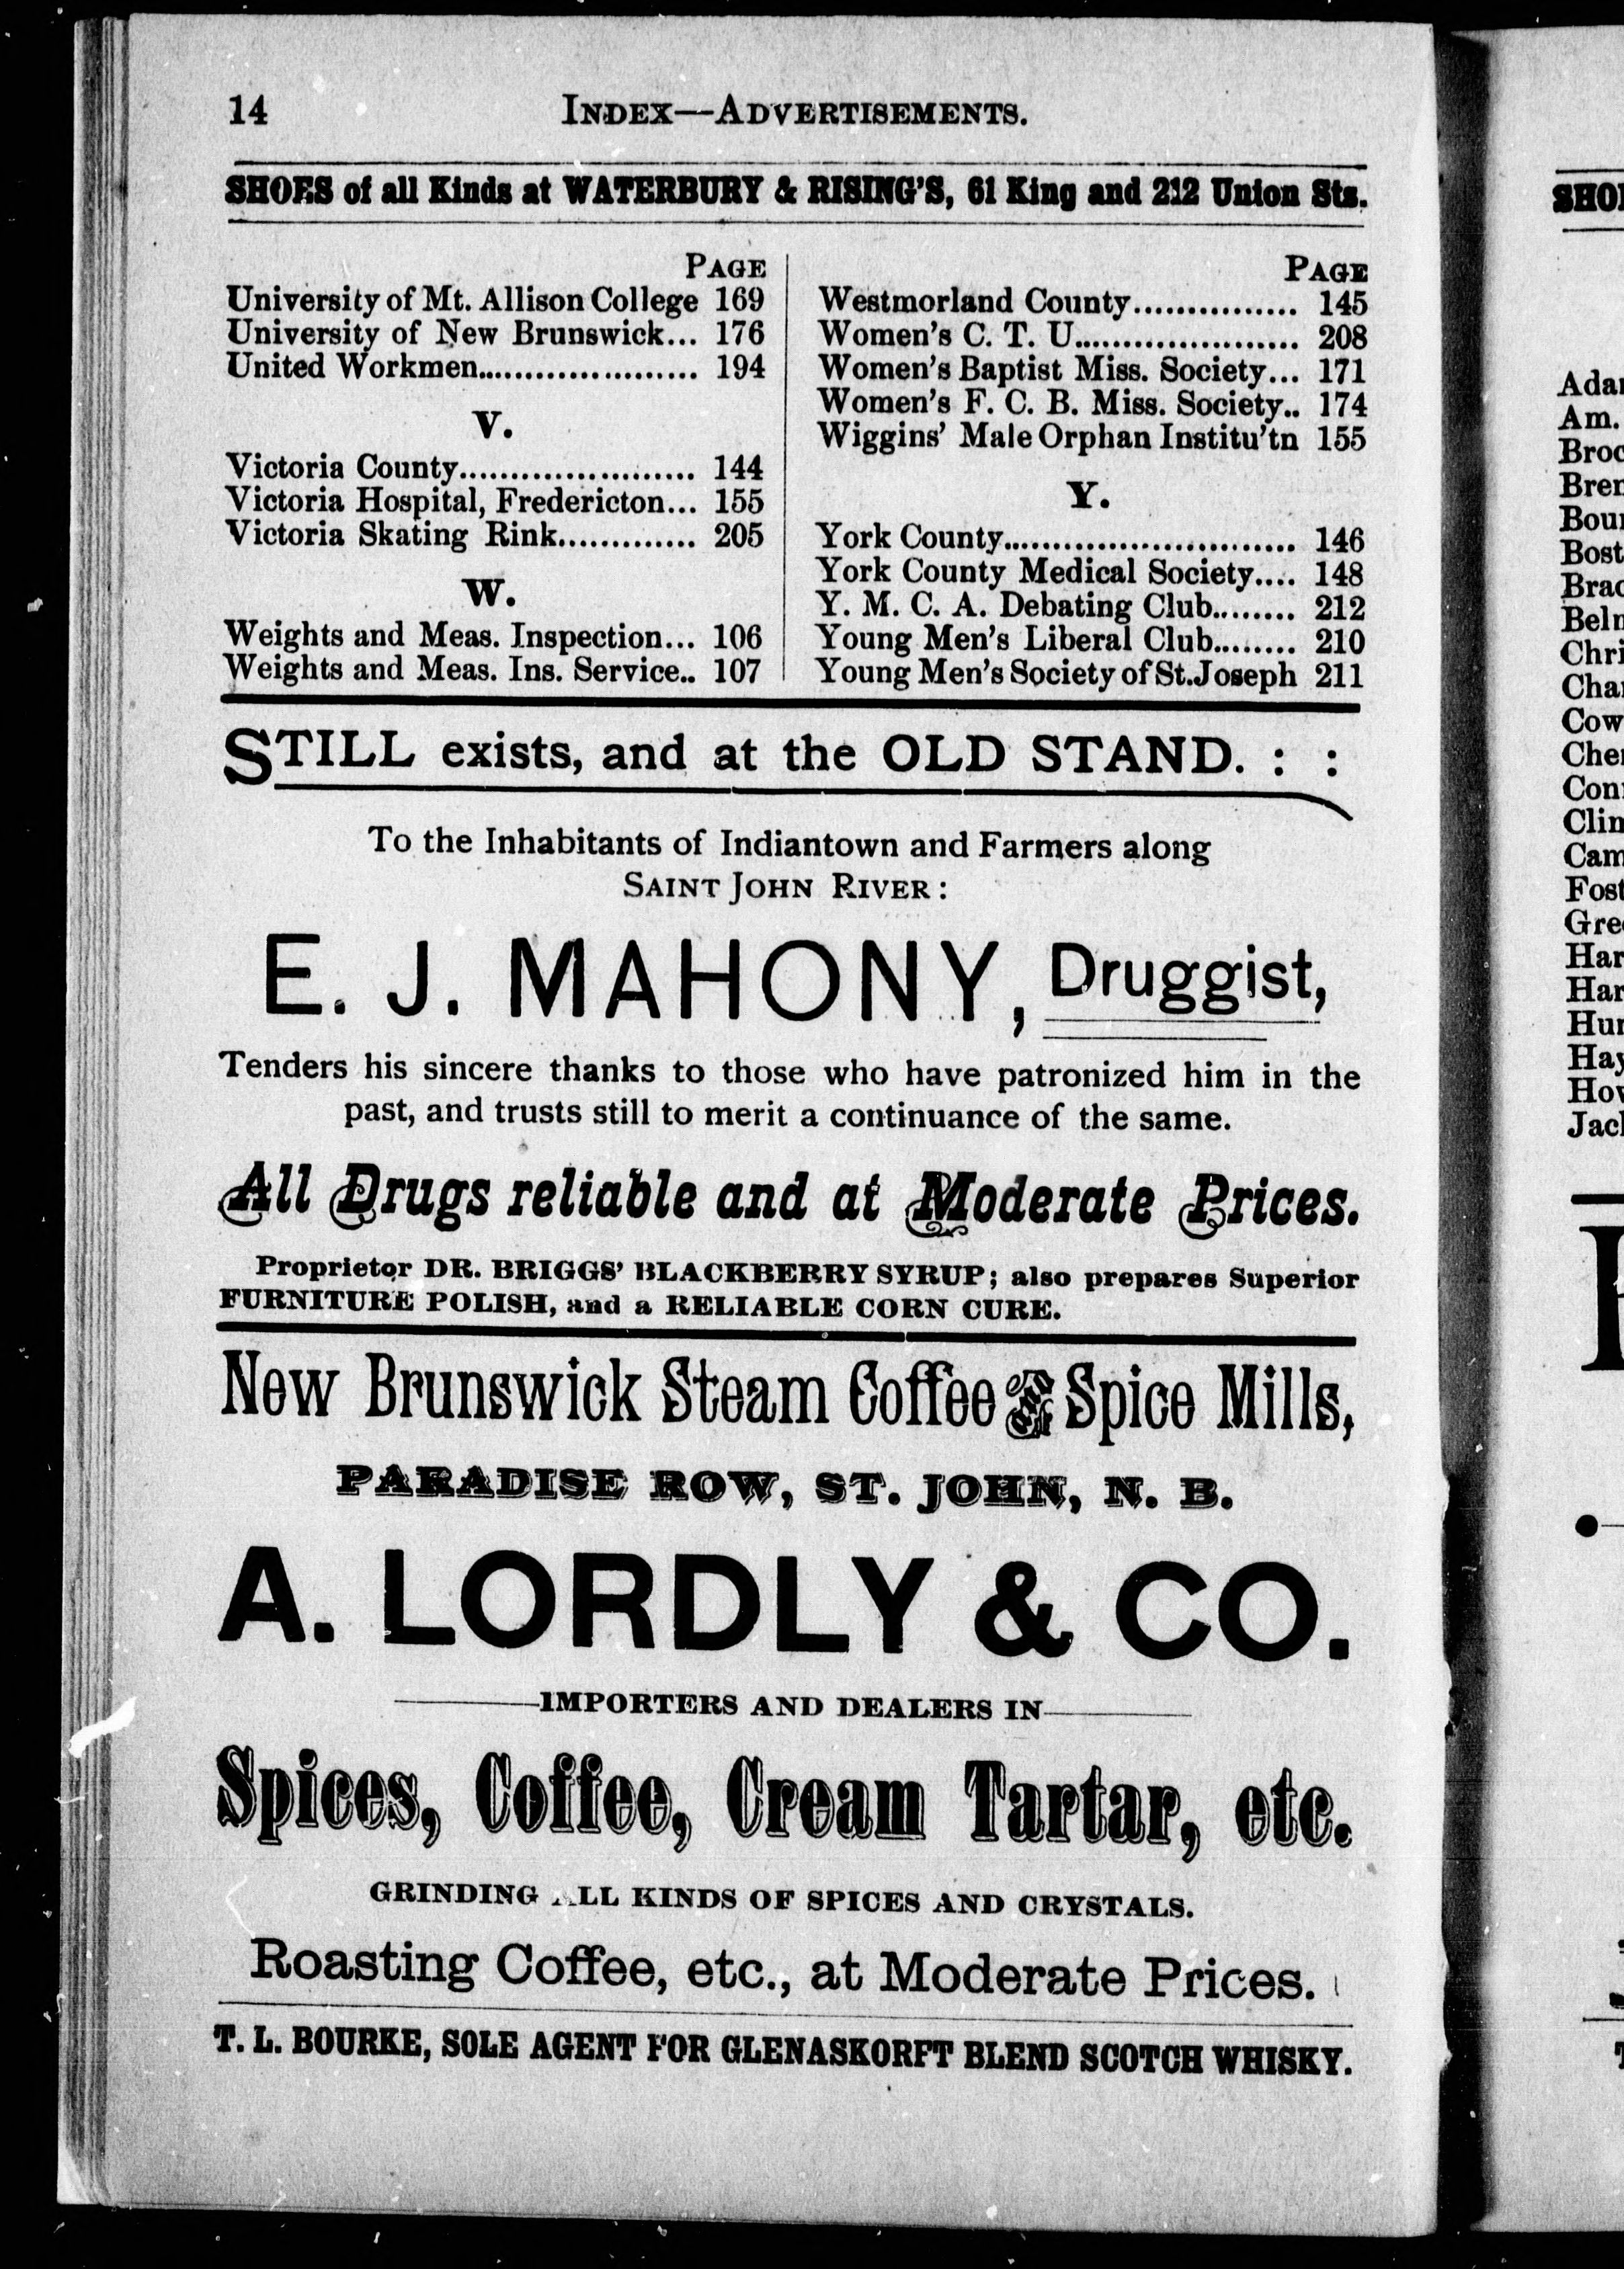 14 INDEX—ADVERTISEMENTS.
SHOES of all Kinds at WATERBURY & RISING'S, 61 King and 212 Union Sts.
PAGE
University of Mt. Allison College 169
University of New Brunswick... 176
United Workmen..................... 194
V.
Victoria County....................... 144
Victoria Hospital, Fredericton... 155
Victoria Skating Rink............. 205
W.
Weights and Meas. Inspection... 106
Weights and Meas. Ins. Service.. 107
PAGE
Westmorland County................ 145
Women's C. T. U...................... 208
Women's Baptist Miss. Society... 171
Women's F. C. B. Miss. Society.. 174
Wiggins' Male Orphan Institu'tn 155
Y.
York County............................. 146
York County Medical Society.... 148
Y. M. C. A. Debating Club........ 212
Young Men's Liberal Club........ 210
Young Men's Society of St. Joseph 211
STILL exists, and at the OLD STAND. : :
To the Inhabitants of Indiantown and Farmers along
SAINT JOHN RIVER:
E. J. MAHONY, Druggist,
Tenders his sincere thanks to those who have patronized him in the
past, and trusts still to merit a continuance of the same.
All Drugs reliable and at Moderate Prices.
Proprietor DR. BRIGGS' BLACKBERRY SYRUP; also prepares Superior
FURNITURE POLISH, and a RELIABLE CORN CURE.
New Brunswick Steam Coffee & Spice Mills,
PARADISE ROW, ST. JOHN, N. B.
A. LORDLY & CO.
IMPORTERS AND DEALERS IN
Spices, Coffee, Cream Tartar, etc.
GRINDING ALL KINDS OF SPICES AND CRYSTALS.
Roasting Coffee, etc., at Moderate Prices.
T. L. BOURKE, SOLE AGENT FOR GLENASKORFT BLEND SCOTCH WHISKY.